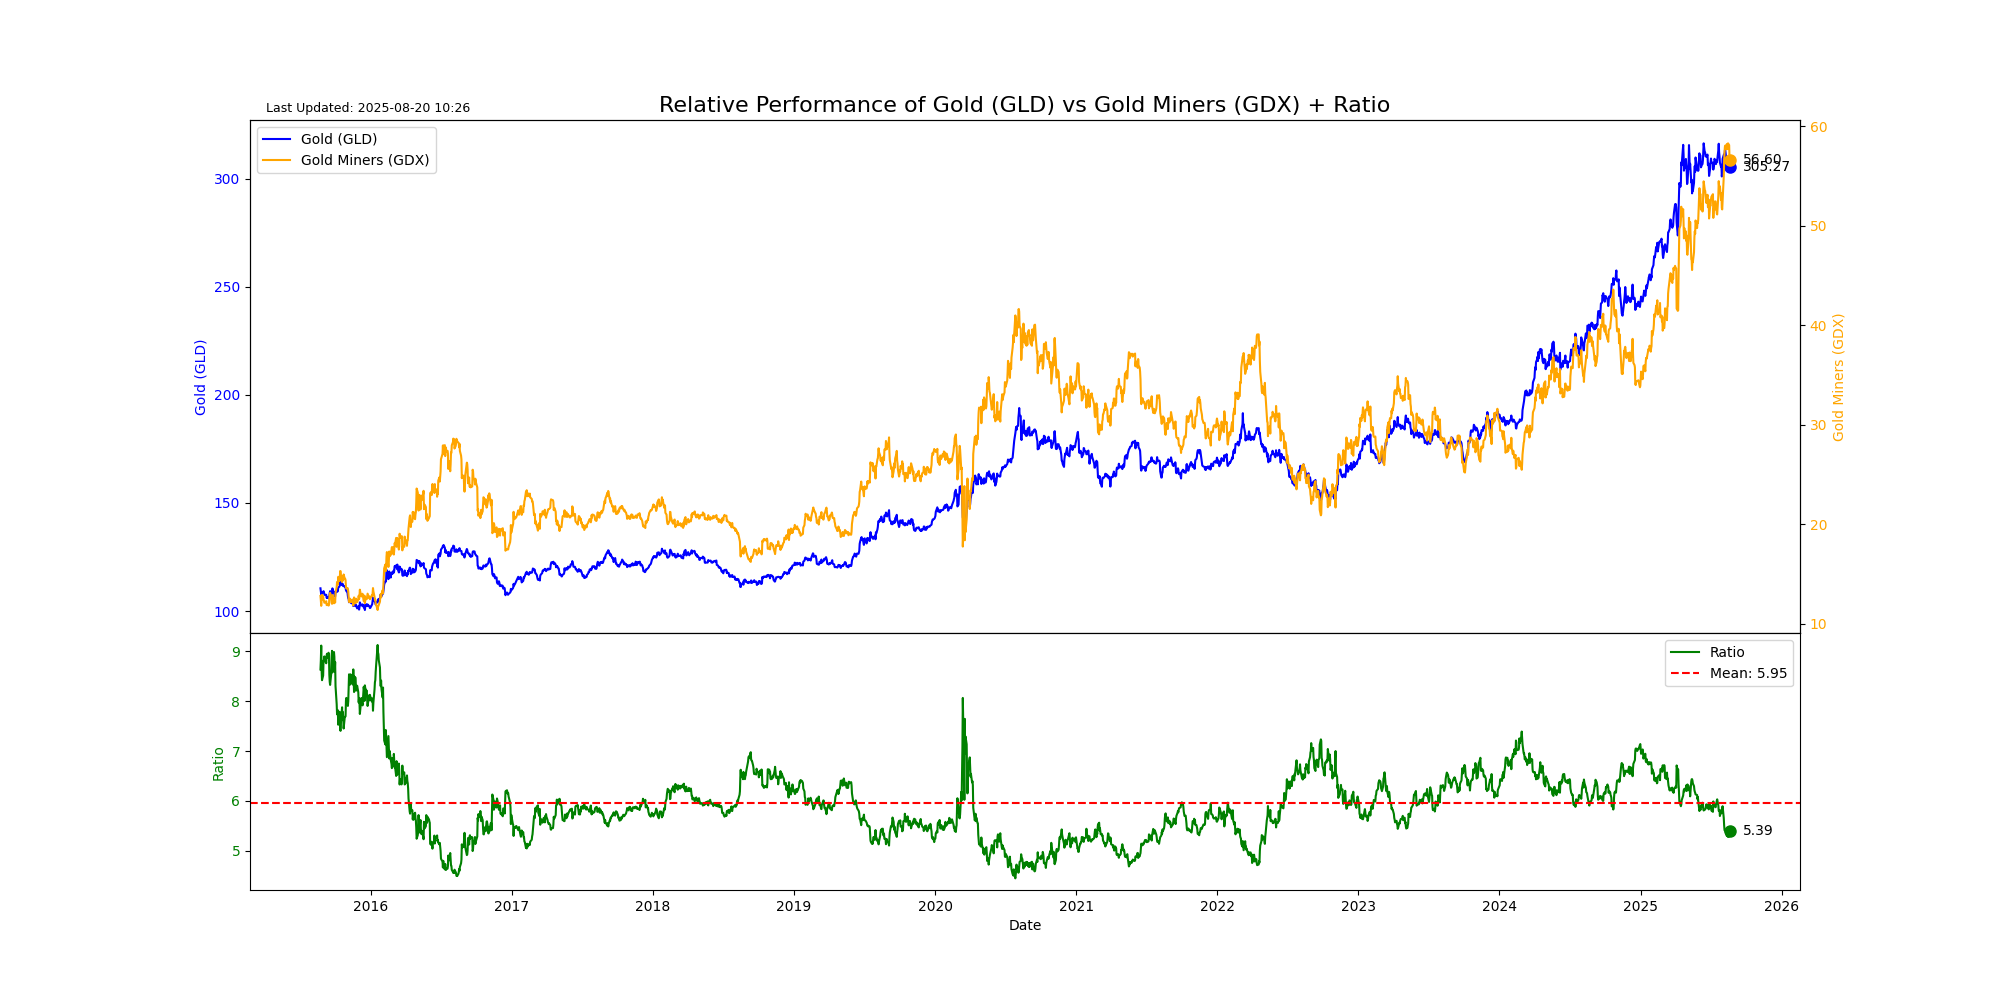 Last Updated: 2025-08-20 10:26
Relative Performance of Gold (GLD) vs Gold Miners (GDX) + Ratio
Gold (GLD)
Gold Miners (GDX)
300
250
200
150
100
Gold (GLD)
60
50
40
30
20
10
Gold Miners (GDX)
56.60
305.27
9
8
7
6
5
Ratio
Ratio
Mean: 5.95
5.39
2016 2017 2018 2019 2020 2021 2022 2023 2024 2025 2026
Date